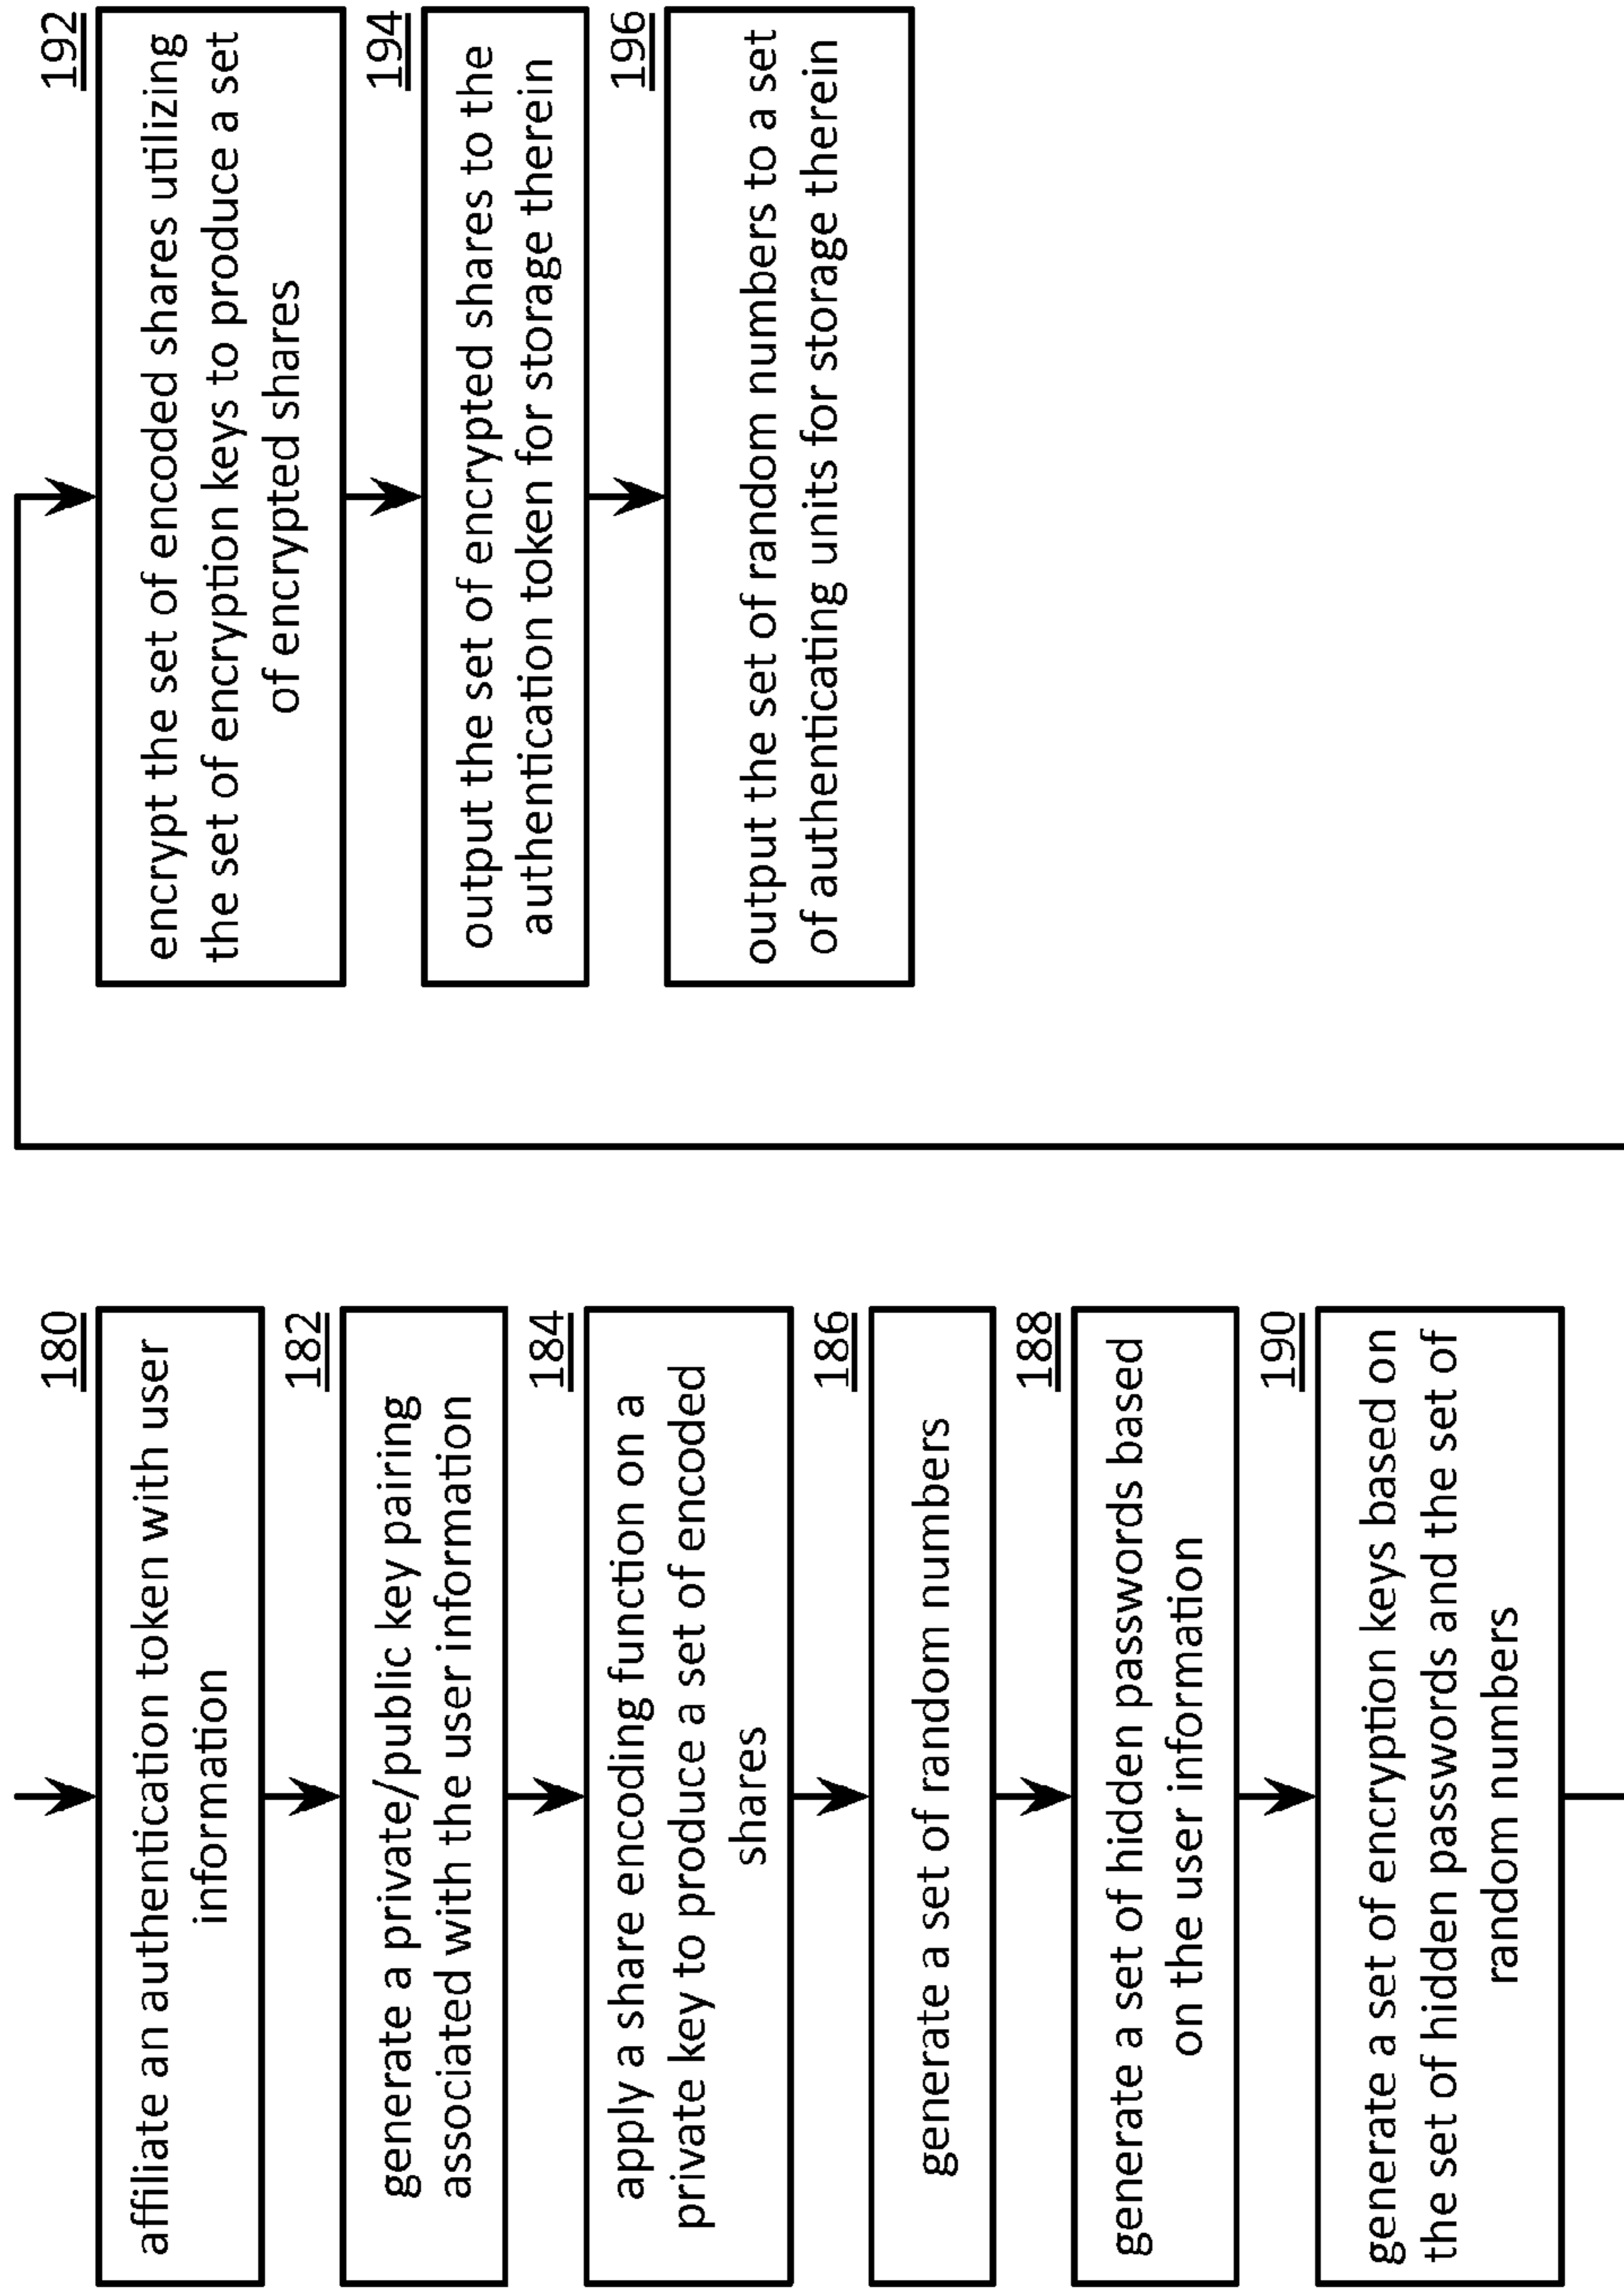 180
affiliate an authentication token with user
information
182
generate a private/public key pairing
associated with the user information
184
apply a share encoding function on a
private key to produce a set of encoded
shares
186
generate a set of random numbers
188
generate a set of hidden passwords based
on the user information
190
generate a set of encryption keys based on
the set of hidden passwords and the set of
random numbers
192
encrypt the set of encoded shares utilizing
the set of encryption keys to produce a set
of encrypted shares
194
output the set of encrypted shares to the
authentication token for storage therein
196
output the set of random numbers to a set
of authenticating units for storage therein